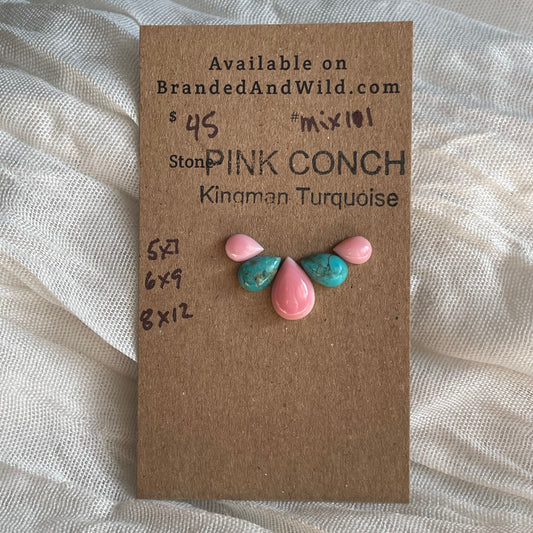 Available on
BrandedAndWild.com
$ 45 #mix101
Stone PINK CONCH
Kingman Turquoise
5x7
6x9
8x12